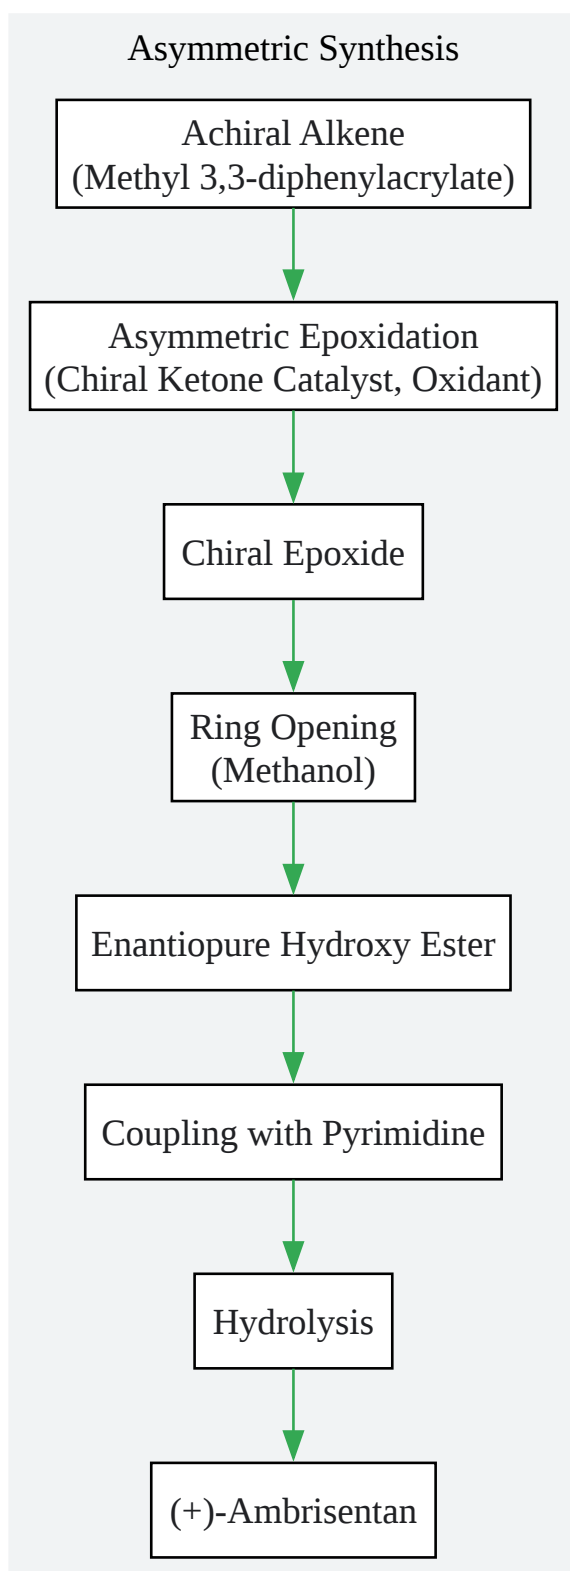 Asymmetric Synthesis
Achiral Alkene
(Methyl 3,3-diphenylacrylate)
Asymmetric Epoxidation
(Chiral Ketone Catalyst, Oxidant)
Chiral Epoxide
Ring Opening
(Methanol)
Enantiopure Hydroxy Ester
Coupling with Pyrimidine
Hydrolysis
(+)-Ambrisentan